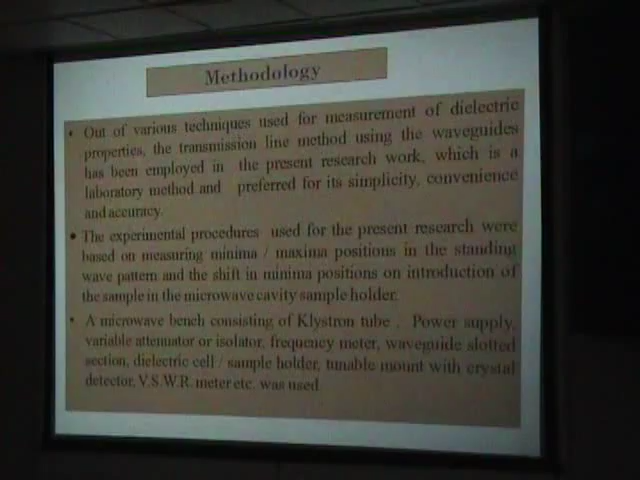 Methodology
• Out of various techniques used for measurement of dielectric
properties, the transmission line method using the waveguides
has been employed in the present research work, which is a
laboratory method and preferred for its simplicity, convenience
and accuracy.
• The experimental procedures used for the present research were
based on measuring minima / maxima positions in the standing
wave pattern and the shift in minima positions on introduction of
the sample in the microwave cavity sample holder.
• A microwave bench consisting of Klystron tube , Power supply,
variable attenuator or isolator, frequency meter, waveguide slotted
section, dielectric cell / sample holder, tunable mount with crystal
detector, V.S.W.R. meter etc. was used